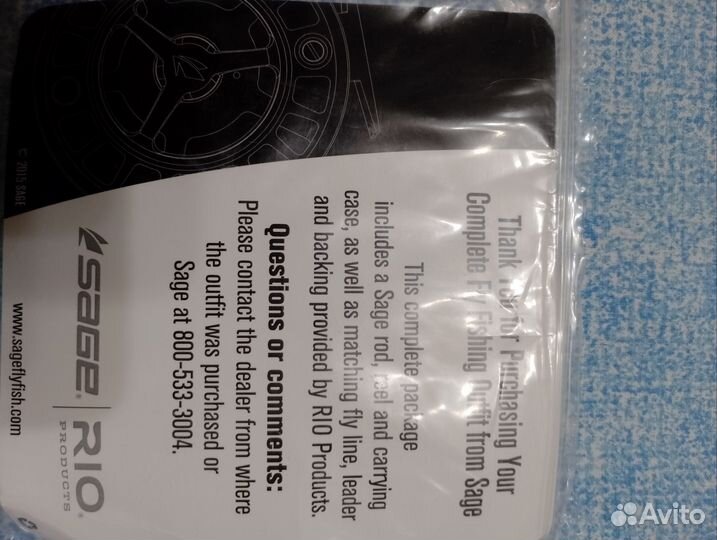 Thank You for Purchasing Your
Complete Fly Fishing Outfit from Sage
This complete package
includes a Sage rod, reel and carrying
case, as well as matching fly line, leader
and backing provided by RIO Products.
Questions or comments:
Please contact the dealer from where
the outfit was purchased or
Sage at 800-533-3004.
SAGE® RIO®
PRODUCTS
www.sageflyfish.com
© 2015 SAGE
Avito